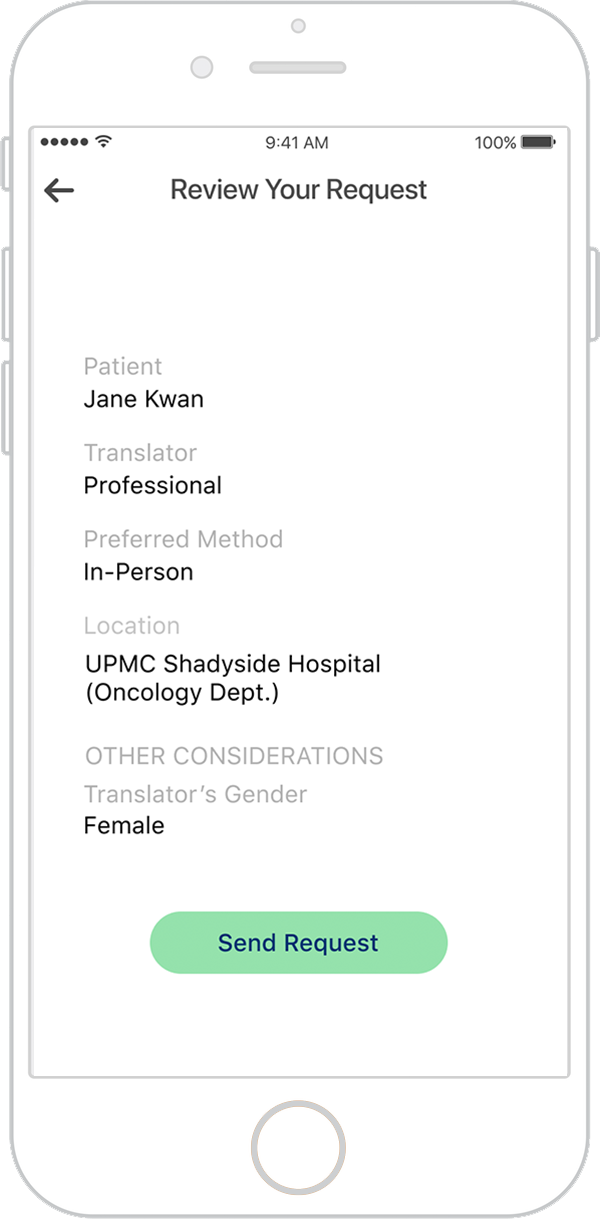 9:41 AM
100%
Review Your Request
Patient
Jane Kwan
Translator
Professional
Preferred Method
In-Person
Location
UPMC Shadyside Hospital
(Oncology Dept.)
OTHER CONSIDERATIONS
Translator’s Gender
Female
Send Request